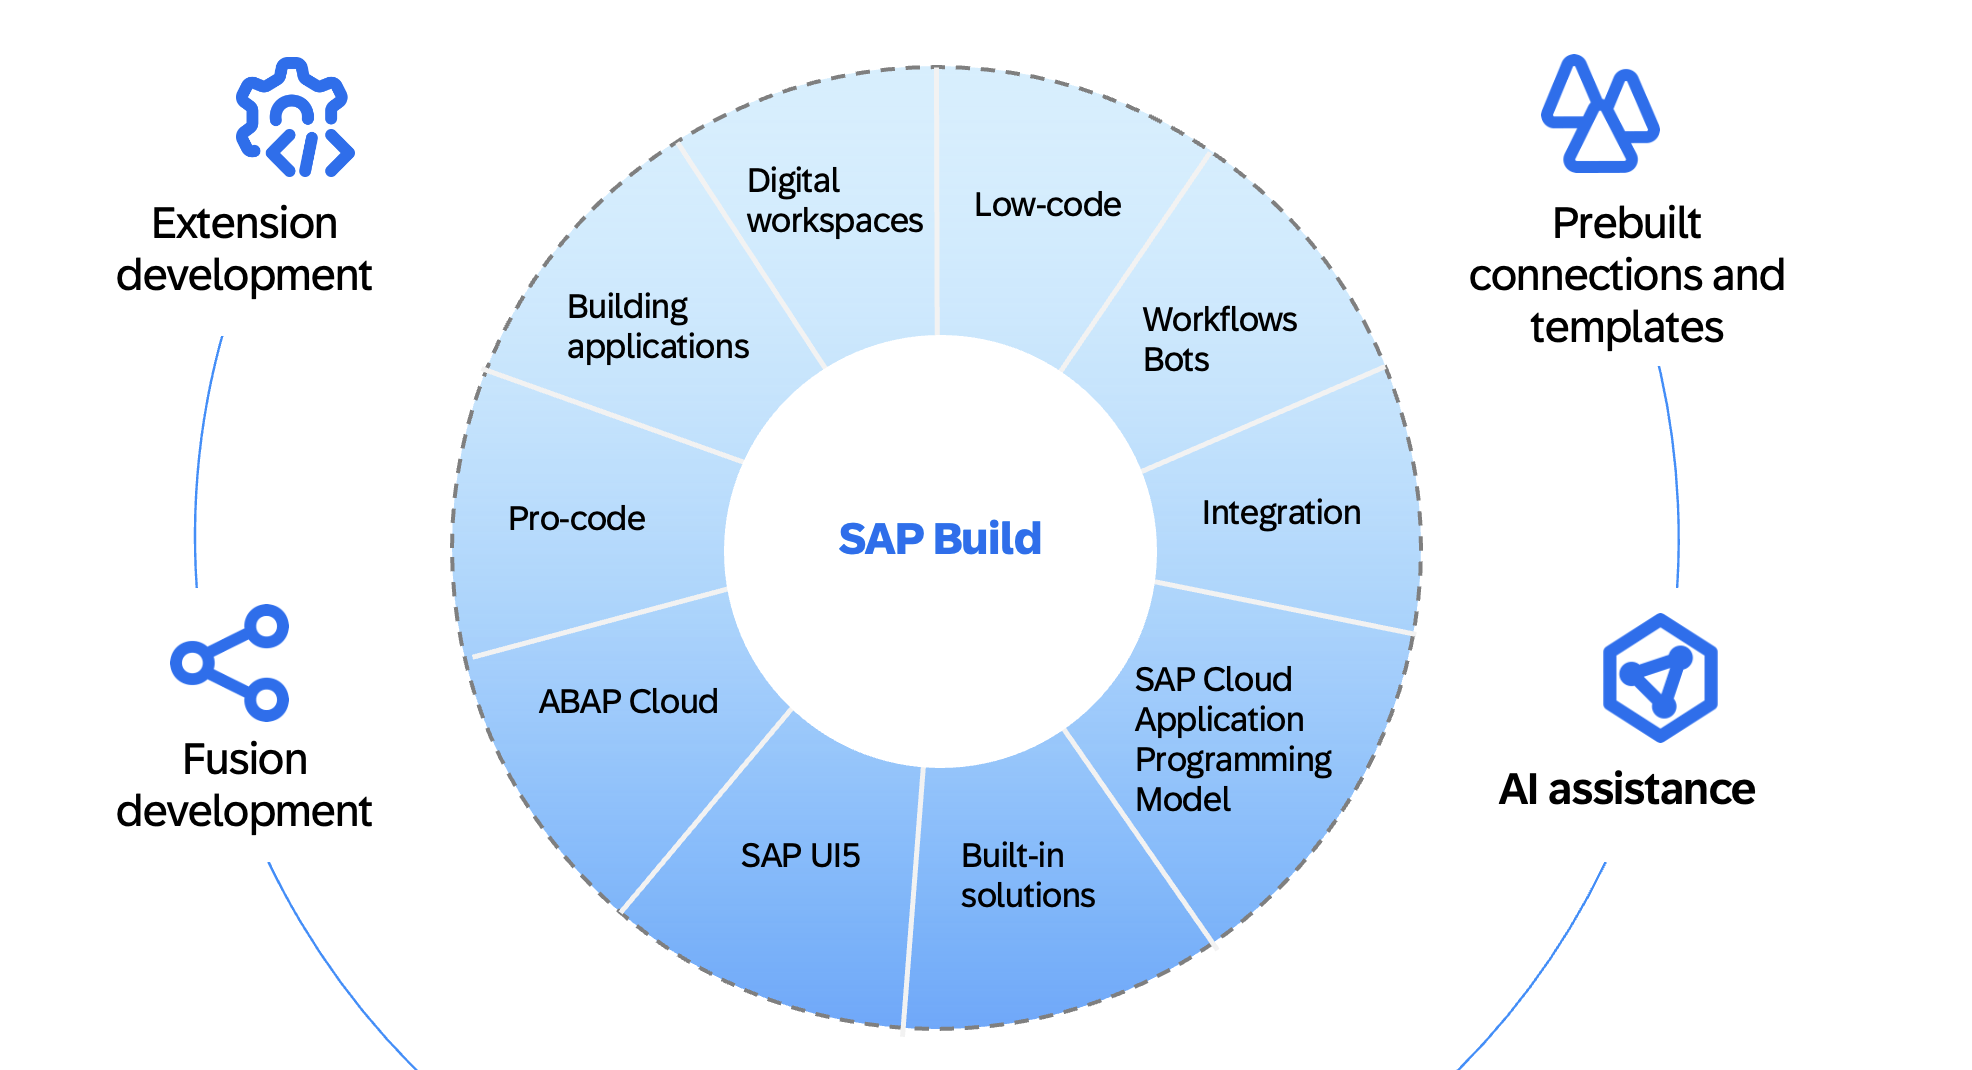 Extension
development
Fusion
development
Digital
workspaces
Low-code
Building
applications
Workflows
Bots
Pro-code
SAP Build
Integration
ABAP Cloud
SAP Cloud
Application
Programming
Model
SAP UI5
Built-in
solutions
Prebuilt
connections and
templates
AI assistance